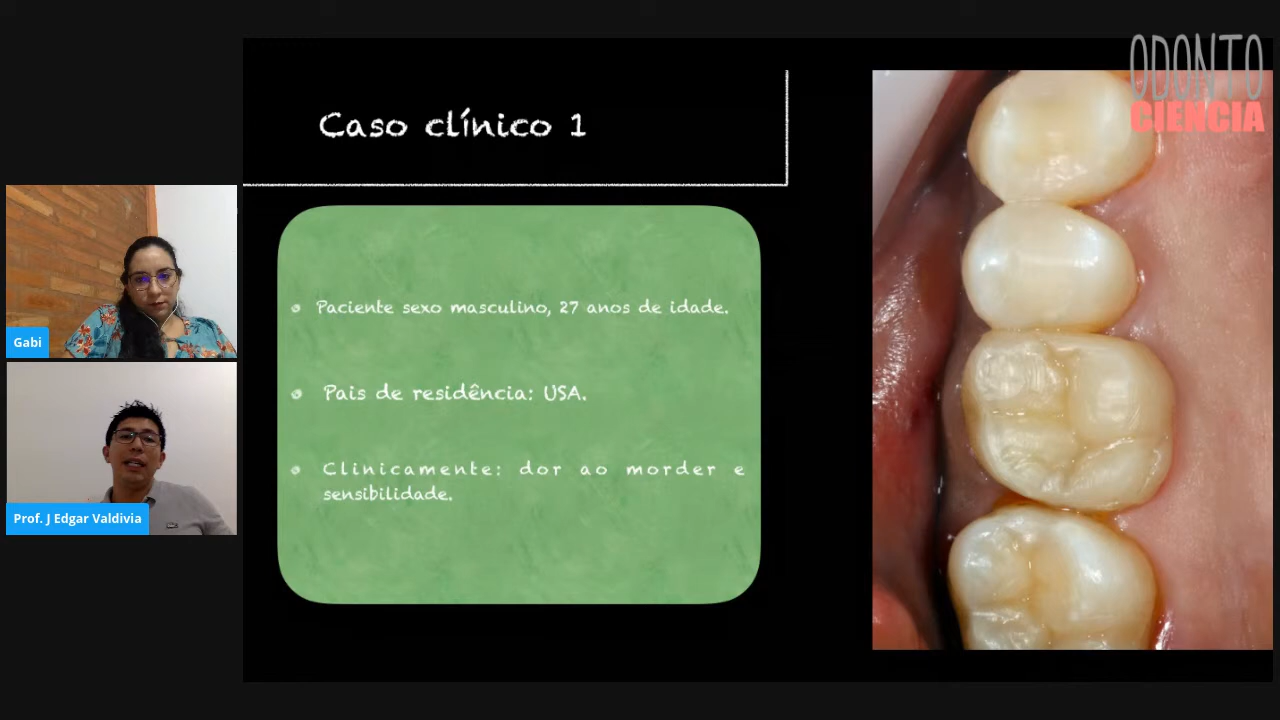 ODONTO
CIENCIA
Caso clínico 1
Paciente sexo masculino, 27 anos de idade.
Pais de residência: USA.
Clinicamente: dor ao morder e
sensibilidade.
Gabi
Prof. J Edgar Valdivia